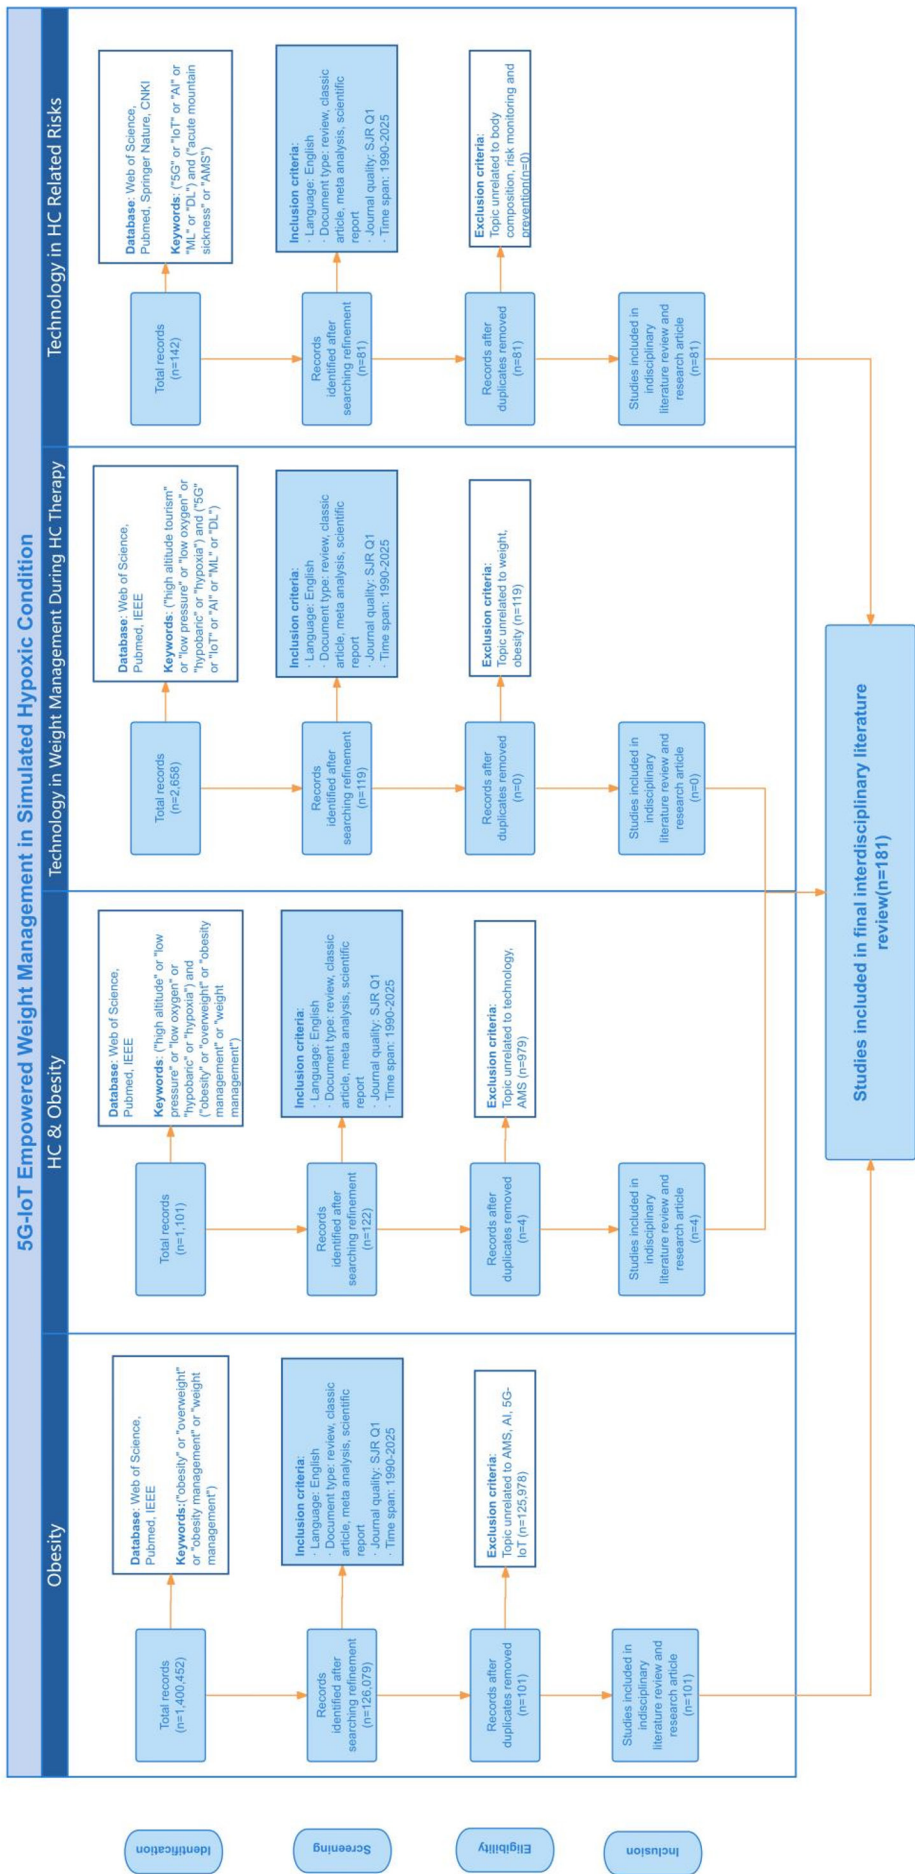 5G-IoT Empowered Weight Management in Simulated Hypoxic Condition
Obesity
HC & Obesity
Technology in Weight Management During HC Therapy
Technology in HC Related Risks
Identification
Screening
Eligibility
Inclusion
Total records
(n=1,400,452)
Database: Web of Science,
Pubmed, IEEE
Keywords:("obesity" or "overweight"
or "obesity management" or "weight
management")
Records
identified after
searching refinement
(n=126,079)
Inclusion criteria:
· Language: English
· Document type: review, classic
article, meta analysis, scientific
report
· Journal quality: SJR Q1
· Time span: 1990-2025
Records after
duplicates removed
(n=101)
Exclusion criteria:
Topic unrelated to AMS, AI, 5G-
IoT (n=125,978)
Studies included in
indisciplinary
literature review and
research article
(n=101)
Total records
(n=1,101)
Database: Web of Science,
Pubmed, IEEE
Keywords: ("high altitude" or "low
pressure" or "low oxygen" or
"hypobaric" or "hypoxia") and
("obesity" or "overweight" or "obesity
management" or "weight
management")
Records
identified after
searching refinement
(n=122)
Inclusion criteria:
· Language: English
· Document type: review, classic
article, meta analysis, scientific
report
· Journal quality: SJR Q1
· Time span: 1990-2025
Records after
duplicates removed
(n=4)
Exclusion criteria:
Topic unrelated to technology,
AMS (n=979)
Studies included in
indisciplinary
literature review and
research article
(n=4)
Total records
(n=2,658)
Database: Web of Science,
Pubmed, IEEE
Keywords: ("high altitude tourism"
or "low pressure" or "low oxygen" or
"hypobaric" or "hypoxia") and ("5G"
or "IoT" or "AI" or "ML" or "DL")
Records
identified after
searching refinement
(n=119)
Inclusion criteria:
· Language: English
· Document type: review, classic
article, meta analysis, scientific
report
· Journal quality: SJR Q1
· Time span: 1990-2025
Records after
duplicates removed
(n=0)
Exclusion criteria:
Topic unrelated to weight,
obesity (n=119)
Studies included in
indisciplinary
literature review and
research article
(n=0)
Total records
(n=142)
Database: Web of Science,
Pubmed, Springer Nature, CNKI
Keywords: ("5G" or "IoT" or "AI" or
"ML" or "DL") and ("acute mountain
sickness" or "AMS")
Records
identified after
searching refinement
(n=81)
Inclusion criteria:
· Language: English
· Document type: review, classic
article, meta analysis, scientific
report
· Journal quality: SJR Q1
· Time span: 1990-2025
Records after
duplicates removed
(n=81)
Exclusion criteria:
Topic unrelated to body
composition, risk monitoring and
prevention(n=0)
Studies included in
indisciplinary
literature review and
research article
(n=81)
Studies included in final interdisciplinary literature
review(n=181)